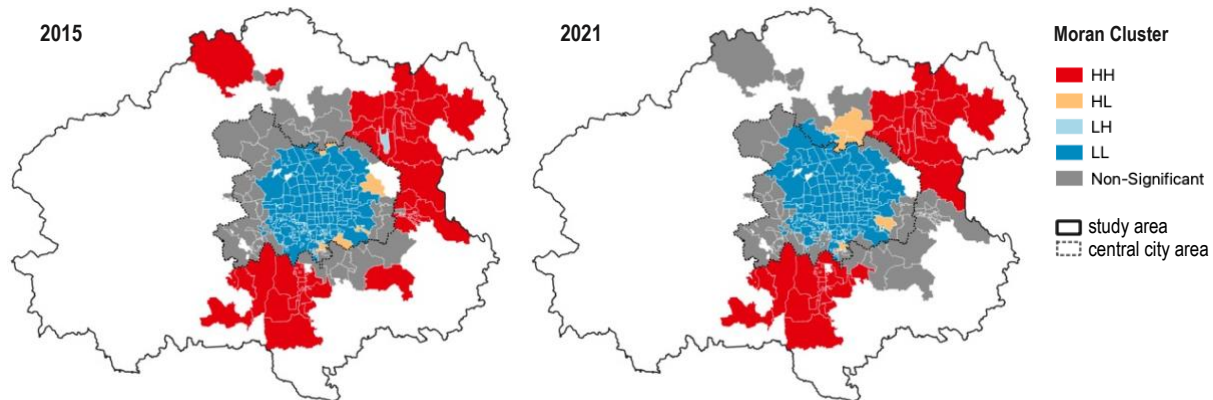 2015
2021
Moran Cluster
HH
HL
LH
LL
Non-Significant
study area
central city area